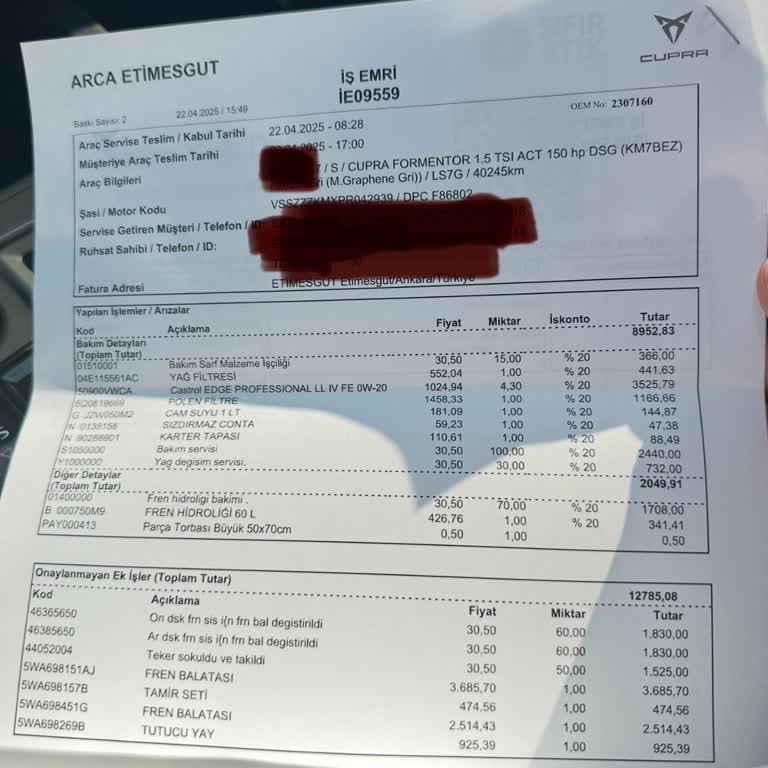 ARCA ETİMESGUT
İŞ EMRİ
İE09559
CUPRA
Baskı Sayısı: 2 22.04.2025 / 15:49 OEM No: 2307160
Araç Servise Teslim / Kabul Tarihi 22.04.2025 - 08:28
Müşteriye Araç Teslim Tarihi 2025 - 17:00
Araç Bilgileri / S / CUPRA FORMENTOR 1.5 TSI ACT 150 hp DSG (KM7BEZ)
(M.Graphene Gri)) / LS7G / 40245km
Şasi / Motor Kodu VSSZZZKMXPR042939 / DPC F86802
Servise Getiren Müşteri / Telefon / ID:
Ruhsat Sahibi / Telefon / ID:
Fatura Adresi ETİMESGUT Etimesgut/Ankara/Türkiye
Yapılan İşlemler / Arızalar
Kod Açıklama Fiyat Miktar İskonto Tutar
Bakım Detayları (Toplam Tutar) 8952,83
01510001 Bakım Sarf Malzeme İşçiliği 30,50 15,00 % 20 366,00
04E115561AC YAĞ FİLTRESİ 552,04 1,00 % 20 441,63
50900VWCA Castrol EDGE PROFESSIONAL LL IV FE 0W-20 1024,94 4,30 % 20 3525,79
5Q0819669 POLEN FİLTRE 1458,33 1,00 % 20 1166,66
G JZW050M2 CAM SUYU 1 LT 181,09 1,00 % 20 144,87
N 0138158 SIZDIRMAZ CONTA 59,23 1,00 % 20 47,38
N 90288901 KARTER TAPASI 110,61 1,00 % 20 88,49
S1050000 Bakım servisi 30,50 100,00 % 20 2440,00
Y1000000 Yag degisim servisi. 30,50 30,00 % 20 732,00
Diğer Detaylar (Toplam Tutar) 2049,91
01400000 Fren hidroligi bakimi . 30,50 70,00 % 20 1708,00
B 000750M9 FREN HİDROLİĞİ 60 L 426,76 1,00 % 20 341,41
PAY000413 Parça Torbası Büyük 50x70cm 0,50 1,00 0,50
Onaylanmayan Ek İşler (Toplam Tutar) 12785,08
Kod Açıklama Fiyat Miktar Tutar
46365650 On dsk frn sis i{n frn bal degistirildi 30,50 60,00 1.830,00
46385650 Ar dsk frn sis i{n frn bal degistirildi 30,50 60,00 1.830,00
44052004 Teker sokuldu ve takildi 30,50 50,00 1.525,00
5WA698151AJ FREN BALATASI 3.685,70 1,00 3.685,70
5WA698157B TAMİR SETİ 474,56 1,00 474,56
5WA698451G FREN BALATASI 2.514,43 1,00 2.514,43
5WA698269B TUTUCU YAY 925,39 1,00 925,39